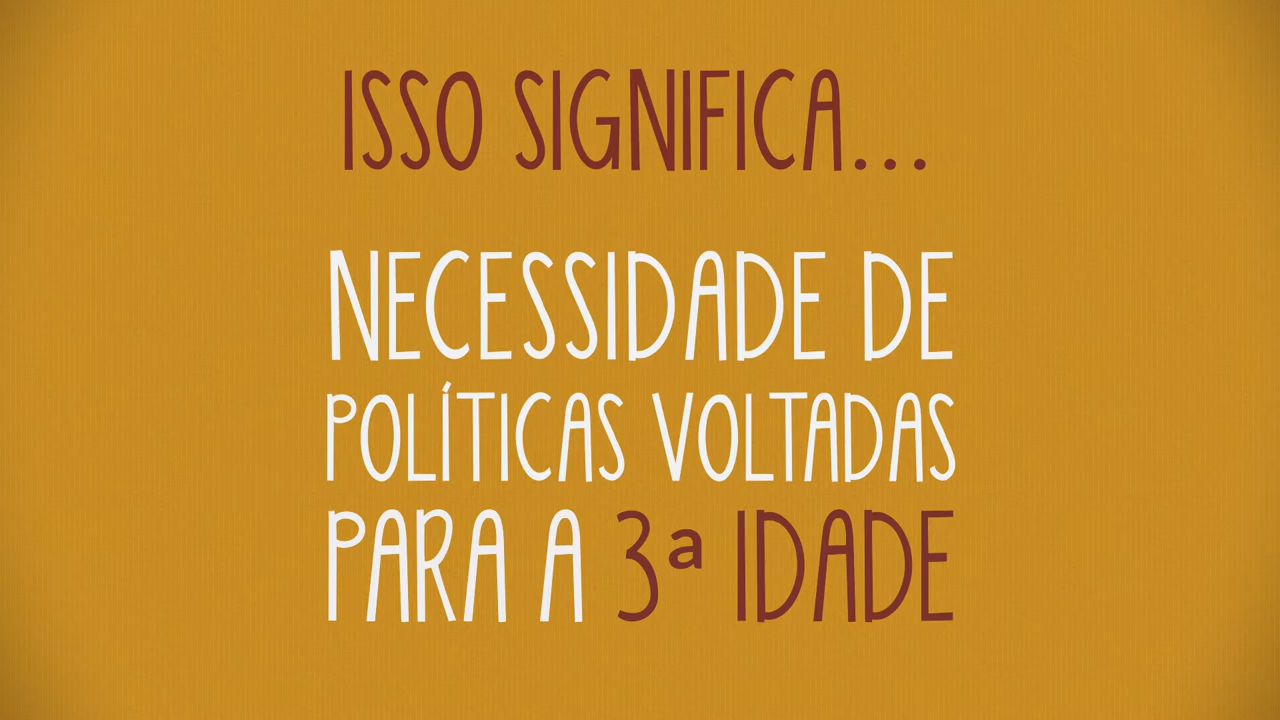 ISSO SIGNIFICA...
NECESSIDADE DE
POLÍTICAS VOLTADAS
PARA A 3ª IDADE